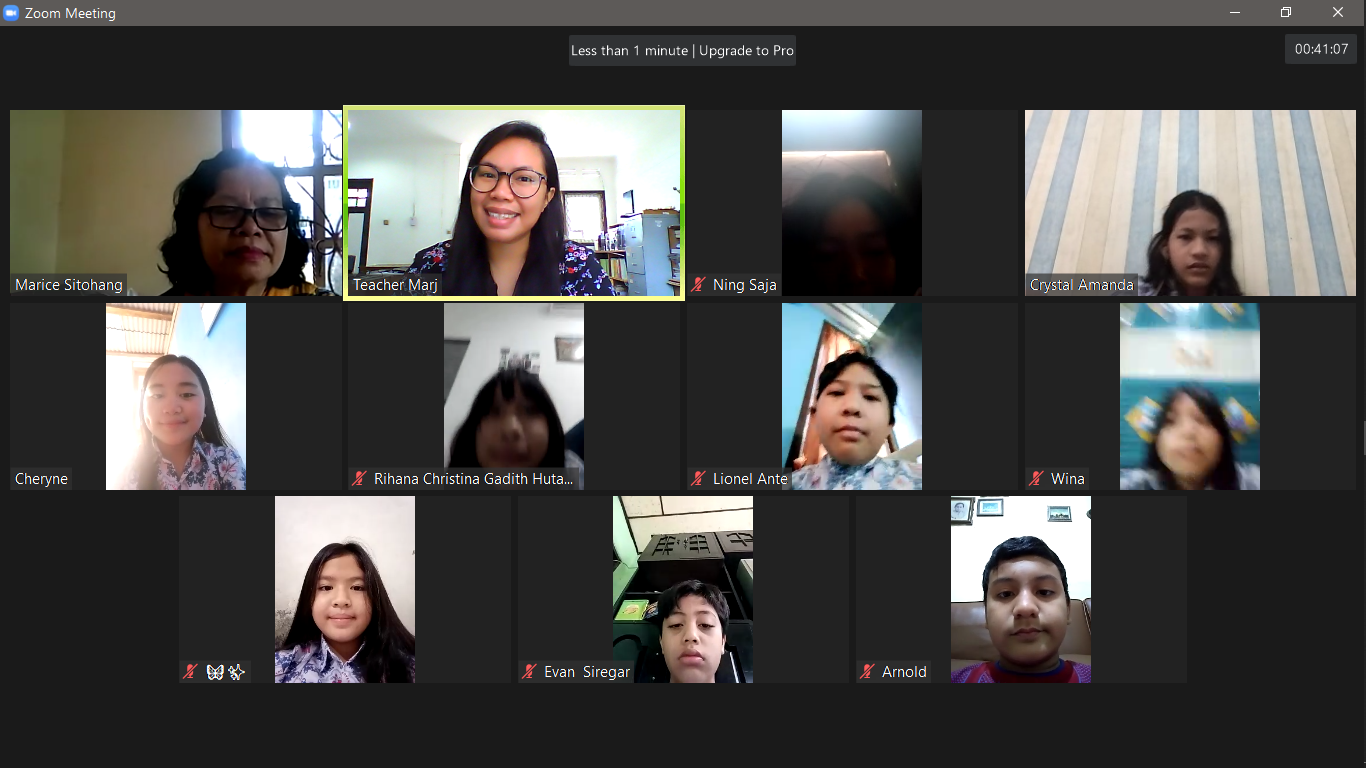 Zoom Meeting
Less than 1 minute | Upgrade to Pro
00:41:07
Marice Sitohang
Teacher Marj
Ning Saja
Crystal Amanda
Cheryne
Rihana Christina Gadith Huta...
Lionel Ante
Wina
Evan Siregar
Arnold